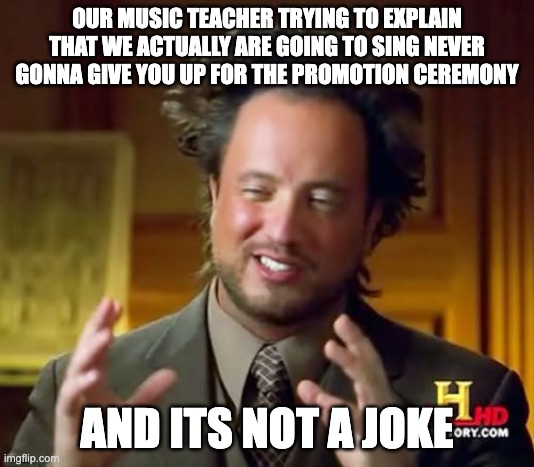 OUR MUSIC TEACHER TRYING TO EXPLAIN
THAT WE ACTUALLY ARE GOING TO SING NEVER
GONNA GIVE YOU UP FOR THE PROMOTION CEREMONY
AND ITS NOT A JOKE
H HD
ORY.COM
imgflip.com